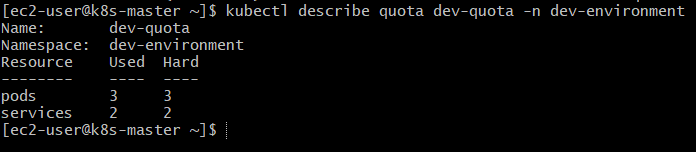 [ec2-user@k8s-master ~]$ kubectl describe quota dev-quota -n dev-environment
Name:       dev-quota
Namespace:  dev-environment
Resource    Used  Hard
--------    ----  ----
pods        3     3
services    2     2
[ec2-user@k8s-master ~]$